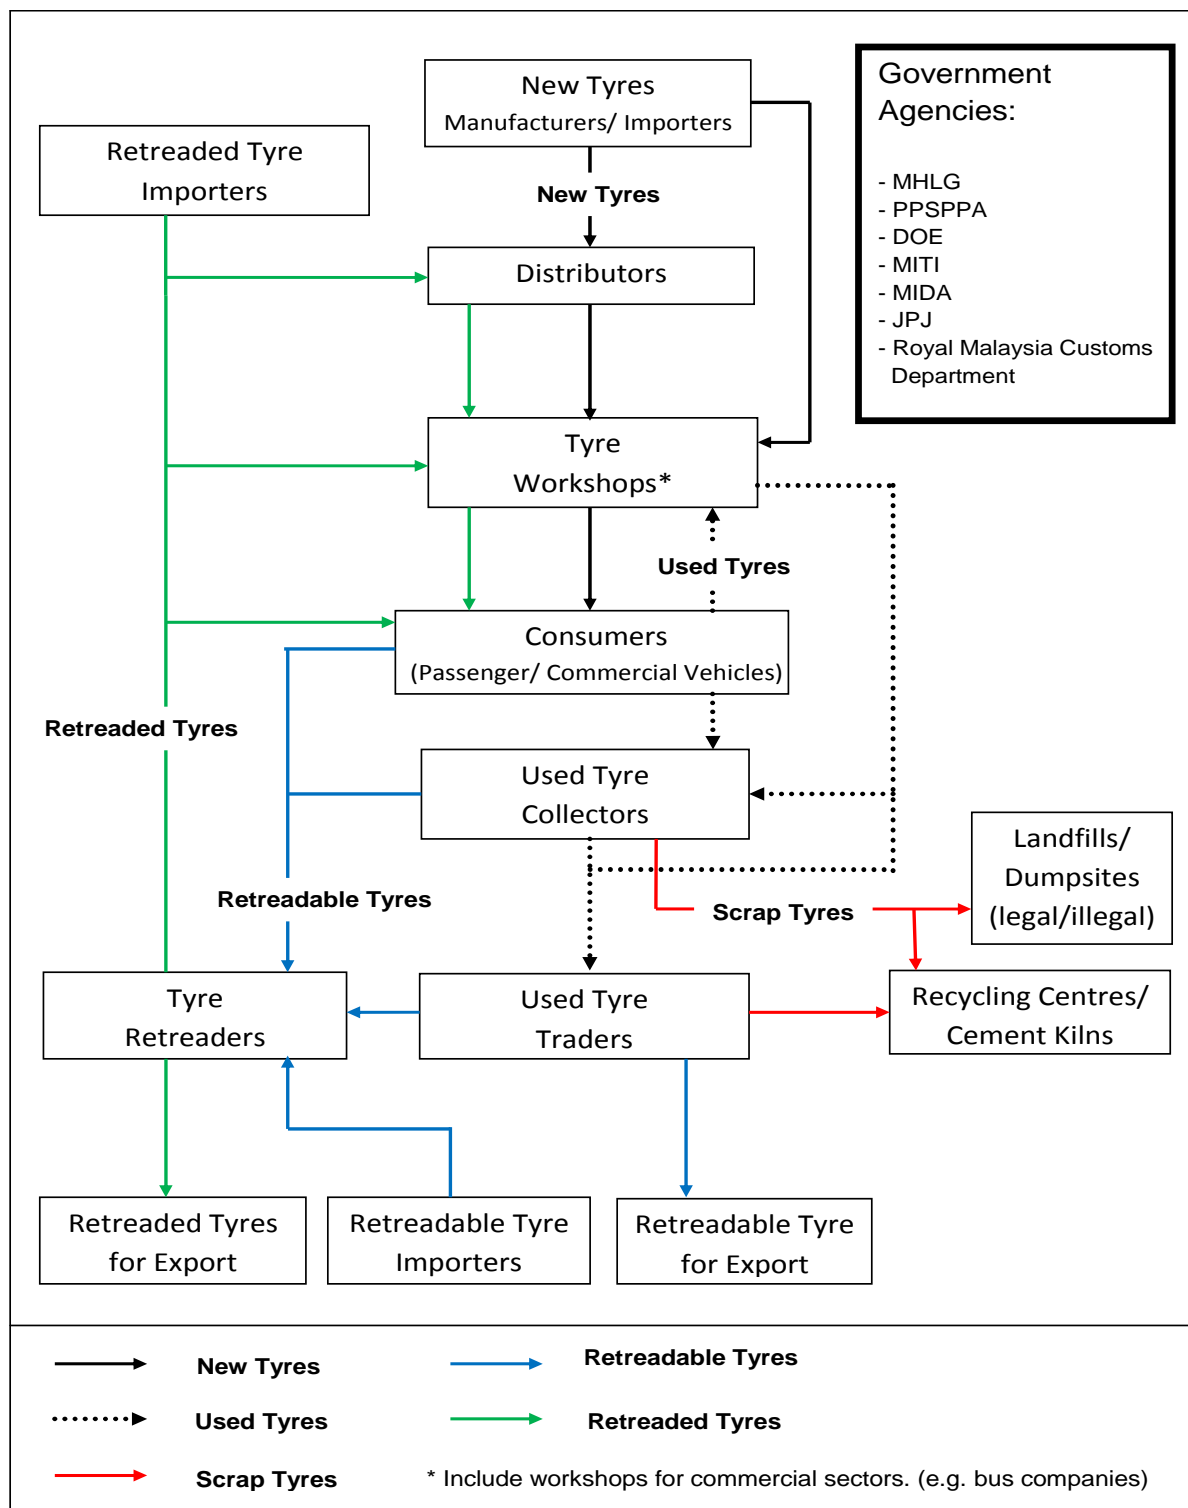 New Tyres
Manufacturers/ Importers
Government
Agencies:
- MHLG
- PPSPPA
- DOE
- MITI
- MIDA
- JPJ
- Royal Malaysia Customs
Department
Retreaded Tyre
Importers
New Tyres
Distributors
Tyre
Workshops*
Used Tyres
Consumers
(Passenger/ Commercial Vehicles)
Retreaded Tyres
Used Tyre
Collectors
Retreadable Tyres
Scrap Tyres
Landfills/
Dumpsites
(legal/illegal)
Tyre
Retreaders
Used Tyre
Traders
Recycling Centres/
Cement Kilns
Retreaded Tyres
for Export
Retreadable Tyre
Importers
Retreadable Tyre
for Export
New Tyres
Retreadable Tyres
Used Tyres
Retreaded Tyres
Scrap Tyres
* Include workshops for commercial sectors. (e.g. bus companies)